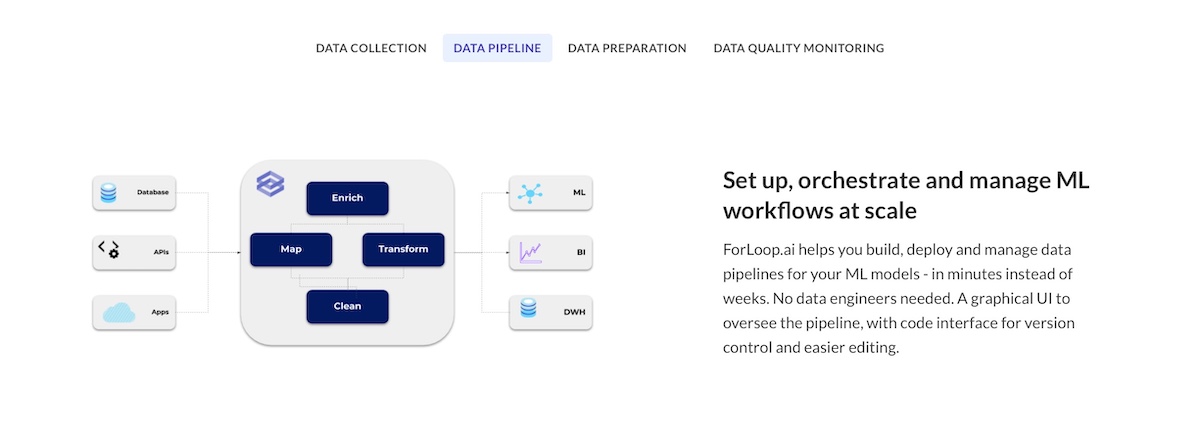 DATA COLLECTION
DATA PIPELINE
DATA PREPARATION
DATA QUALITY MONITORING
Database
APIs
Apps
Enrich
Map
Transform
Clean
ML
BI
DWH
Set up, orchestrate and manage ML
workflows at scale
ForLoop.ai helps you build, deploy and manage data
pipelines for your ML models - in minutes instead of
weeks. No data engineers needed. A graphical UI to
oversee the pipeline, with code interface for version
control and easier editing.